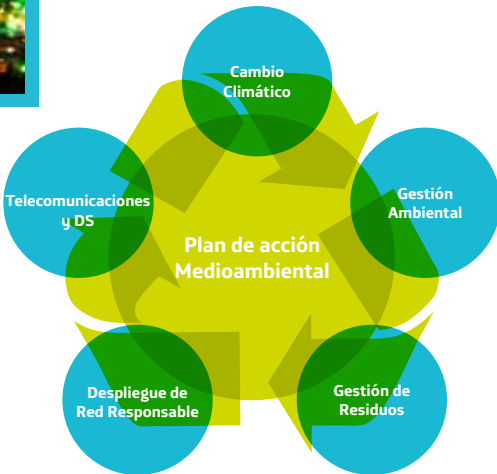 Cambio
Climático
Telecomunicaciones
y DS
Gestión
Ambiental
Plan de acción
Medioambiental
Despliegue de
Red Responsable
Gestión de
Residuos